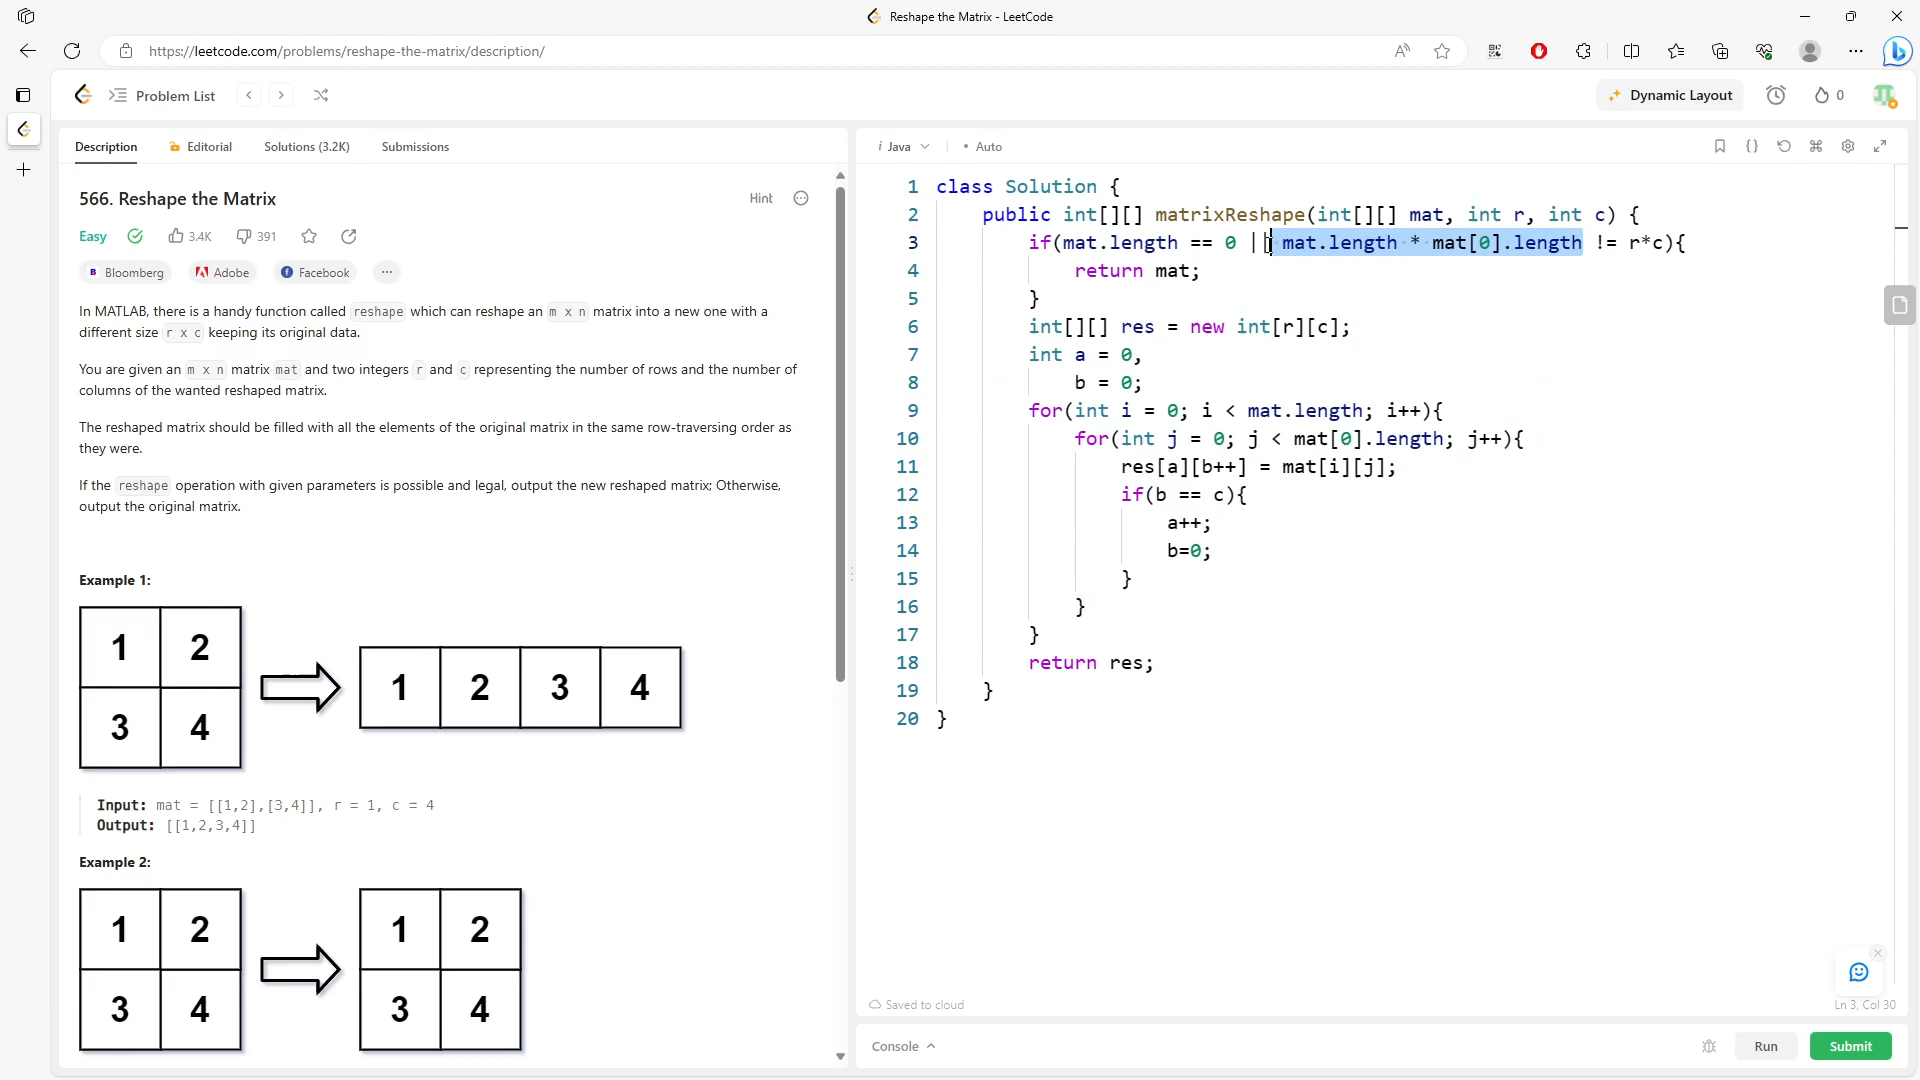 Reshape the Matrix - LeetCode
https://leetcode.com/problems/reshape-the-matrix/description/
Problem List
Dynamic Layout
0
Description
Editorial
Solutions (3.2K)
Submissions
566. Reshape the Matrix
Hint
Easy
3.4K
391
Bloomberg
Adobe
Facebook
In MATLAB, there is a handy function called reshape which can reshape an m x n matrix into a new one with a
different size r x c keeping its original data.
You are given an m x n matrix mat and two integers r and c representing the number of rows and the number of
columns of the wanted reshaped matrix.
The reshaped matrix should be filled with all the elements of the original matrix in the same row-traversing order as
they were.
If the reshape operation with given parameters is possible and legal, output the new reshaped matrix; Otherwise,
output the original matrix.
Example 1:
1 2
3 4
1 2 3 4
Input: mat = [[1,2],[3,4]], r = 1, c = 4
Output: [[1,2,3,4]]
Example 2:
1 2
3 4
1 2
3 4
i Java
• Auto
1 class Solution {
2 public int[][] matrixReshape(int[][] mat, int r, int c) {
3 if(mat.length == 0 || mat.length * mat[0].length != r*c){
4 return mat;
5 }
6 int[][] res = new int[r][c];
7 int a = 0,
8 b = 0;
9 for(int i = 0; i < mat.length; i++){
10 for(int j = 0; j < mat[0].length; j++){
11 res[a][b++] = mat[i][j];
12 if(b == c){
13 a++;
14 b=0;
15 }
16 }
17 }
18 return res;
19 }
20 }
Saved to cloud
Ln 3, Col 30
Console
Run
Submit